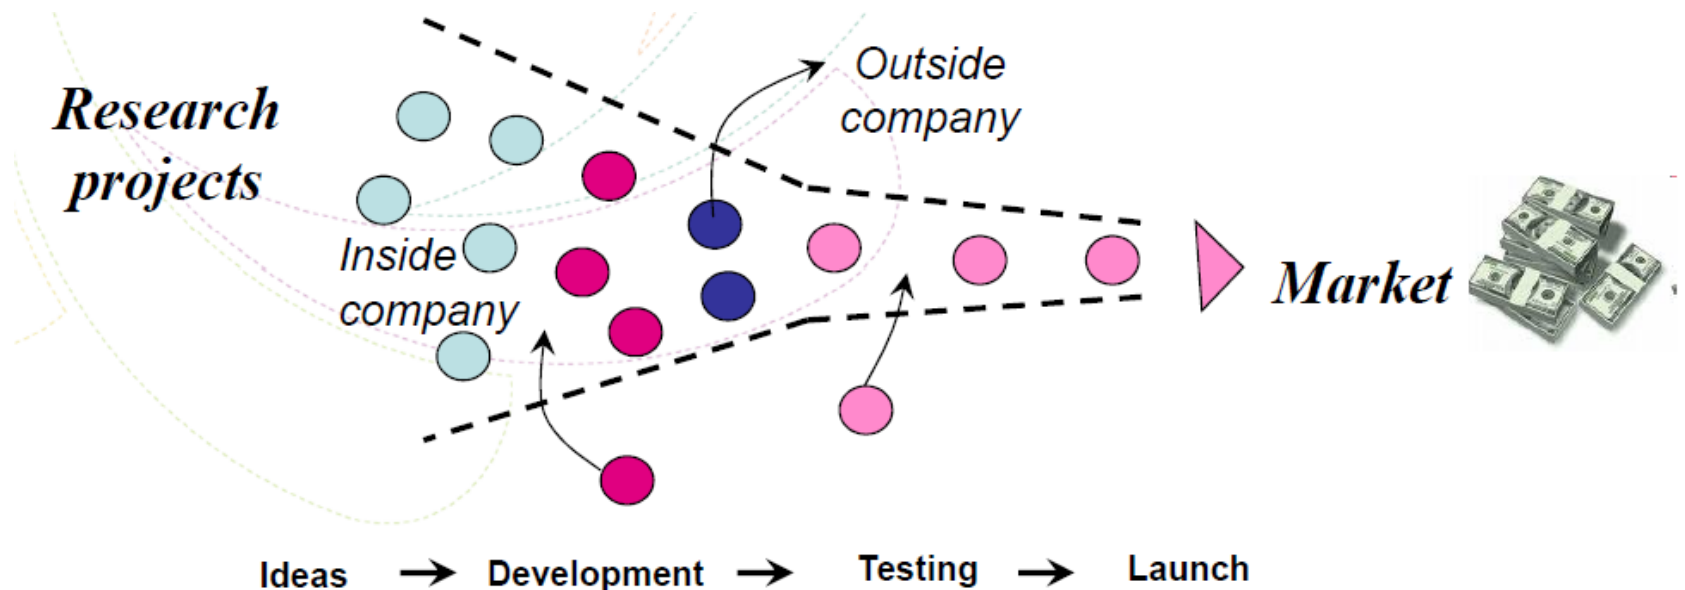 Research
projects
Outside
company
Inside
company
Market
Ideas → Development → Testing → Launch